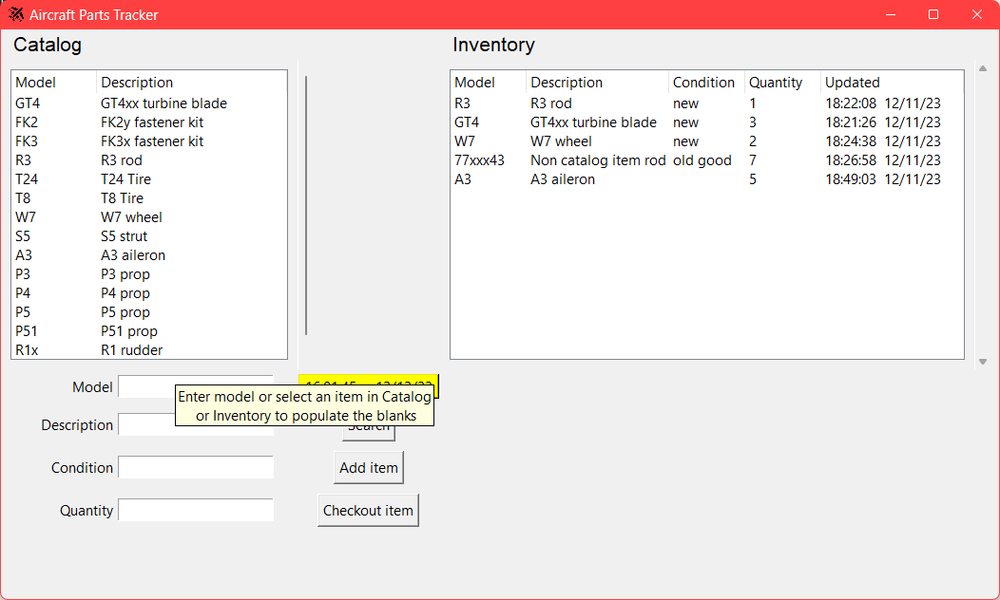 Aircraft Parts Tracker
Catalog
Model Description
GT4 GT4xx turbine blade
FK2 FK2y fastener kit
FK3 FK3x fastener kit
R3 R3 rod
T24 T24 Tire
T8 T8 Tire
W7 W7 wheel
S5 S5 strut
A3 A3 aileron
P3 P3 prop
P4 P4 prop
P5 P5 prop
P51 P51 prop
R1x R1 rudder
Inventory
Model Description Condition Quantity Updated
R3 R3 rod new 1 18:22:08 12/11/23
GT4 GT4xx turbine blade new 3 18:21:26 12/11/23
W7 W7 wheel new 2 18:24:38 12/11/23
77xxx43 Non catalog item rod old good 7 18:26:58 12/11/23
A3 A3 aileron 5 18:49:03 12/11/23
Model
Enter model or select an item in Catalog
or Inventory to populate the blanks
Description Search
Condition Add item
Quantity Checkout item